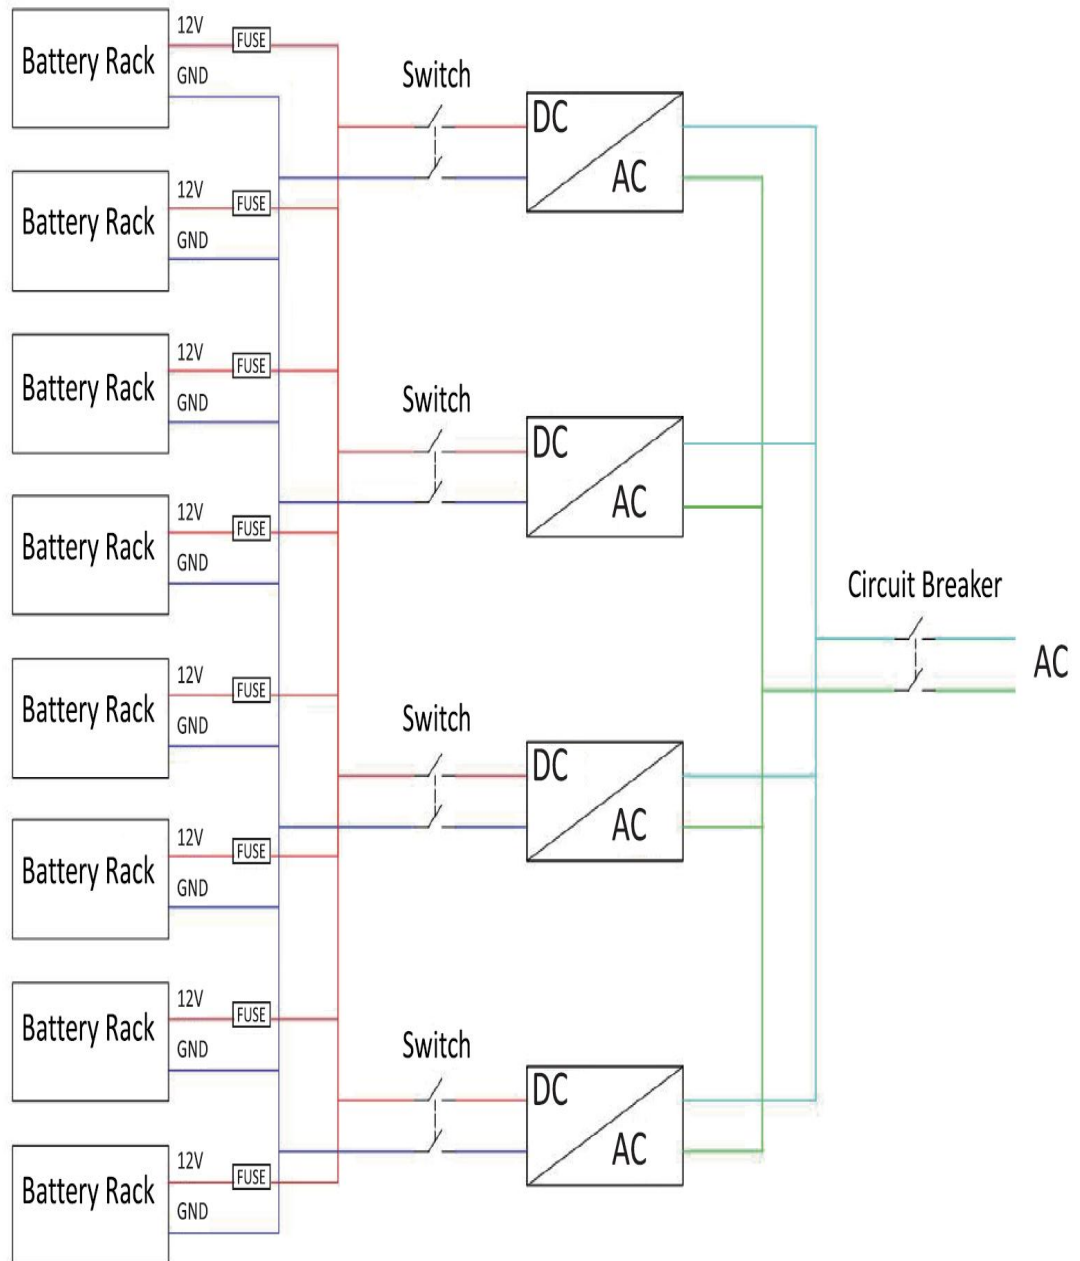 12V
FUSE
Battery Rack
GND
Switch
DC
AC
12V
FUSE
Battery Rack
GND
12V
FUSE
Battery Rack
GND
Switch
DC
AC
12V
FUSE
Battery Rack
GND
Circuit Breaker
AC
12V
FUSE
Battery Rack
GND
Switch
DC
AC
12V
FUSE
Battery Rack
GND
12V
FUSE
Battery Rack
GND
Switch
DC
AC
12V
FUSE
Battery Rack
GND